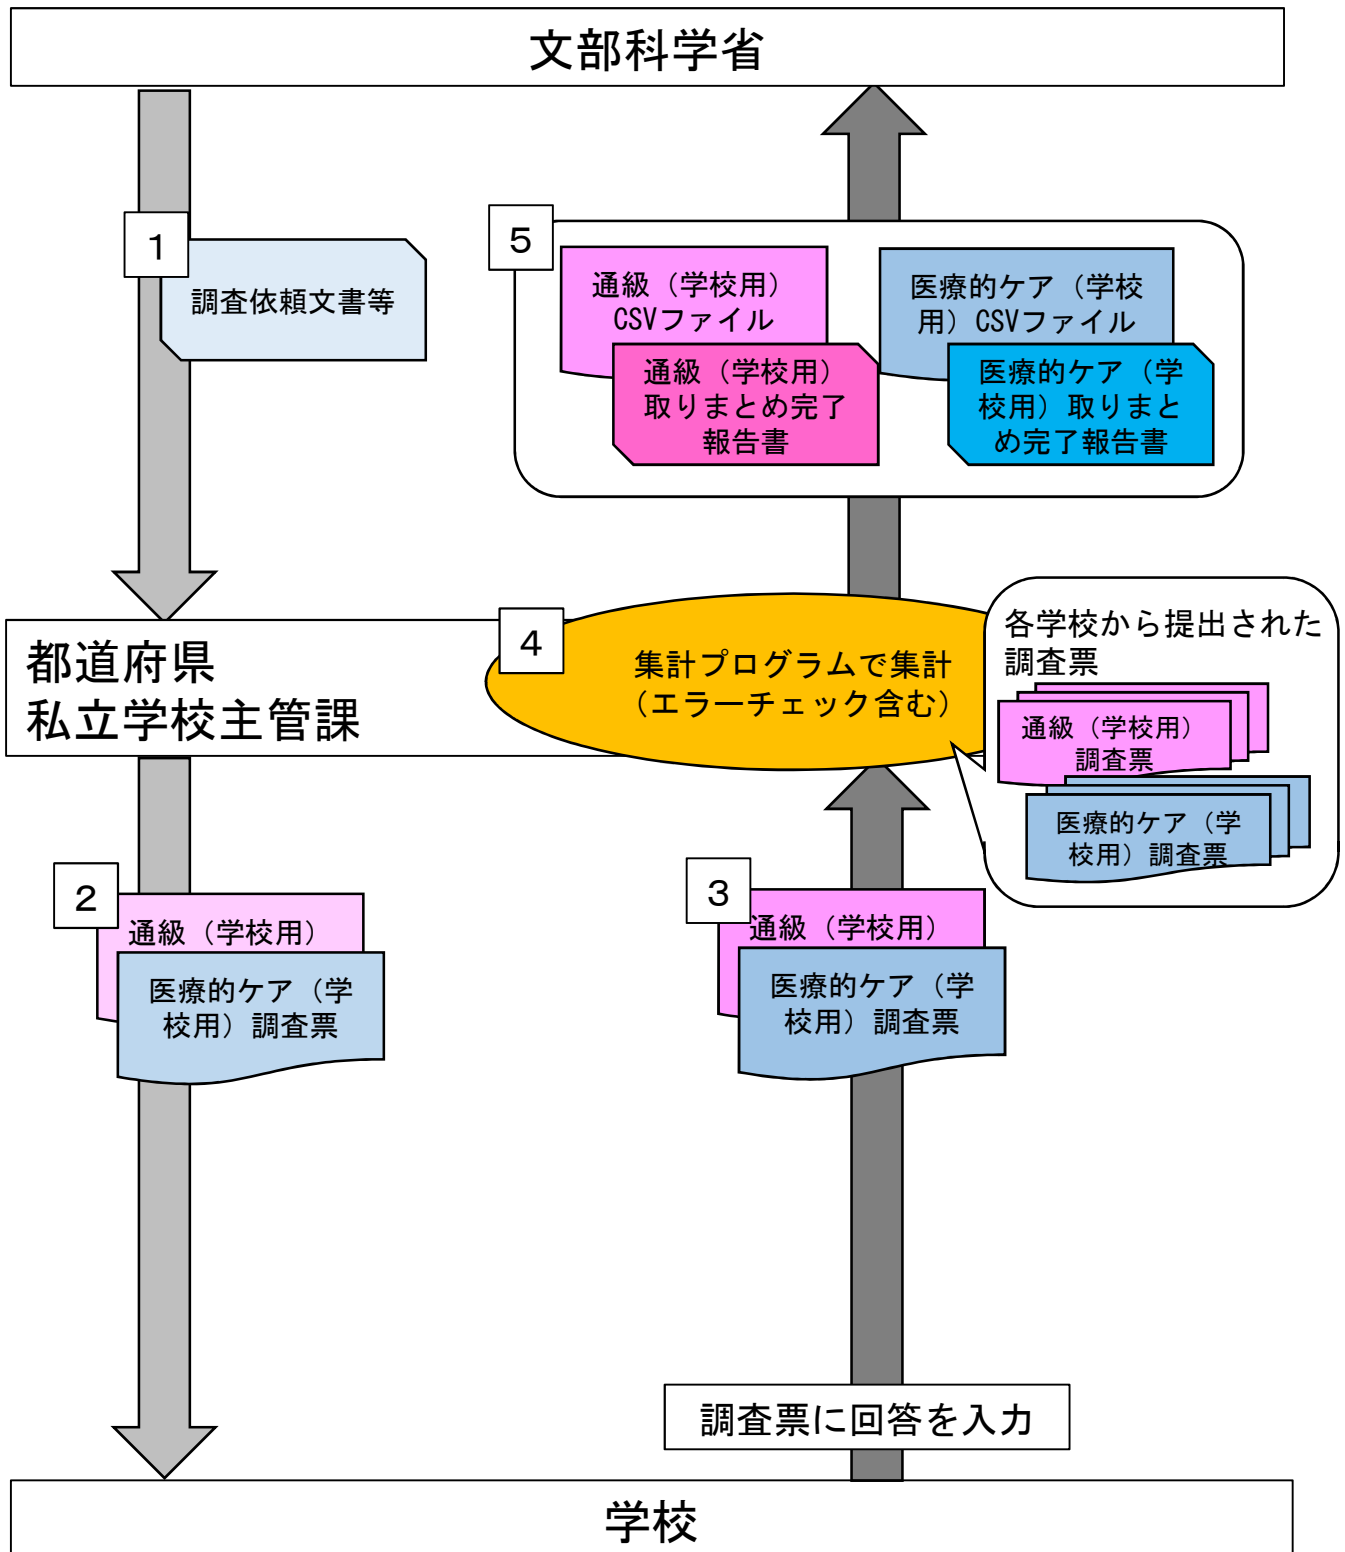 文部科学省
1
調査依頼文書等
5
通級（学校用）
CSVファイル
医療的ケア（学校
用）CSVファイル
通級（学校用）
取りまとめ完了
報告書
医療的ケア（学
校用）取りまと
め完了報告書
都道府県
私立学校主管課
4
集計プログラムで集計
（エラーチェック含む）
各学校から提出された
調査票
通級（学校用）
調査票
医療的ケア（学
校用）調査票
2
通級（学校用）
医療的ケア（学
校用）調査票
3
通級（学校用）
医療的ケア（学
校用）調査票
調査票に回答を入力
学校